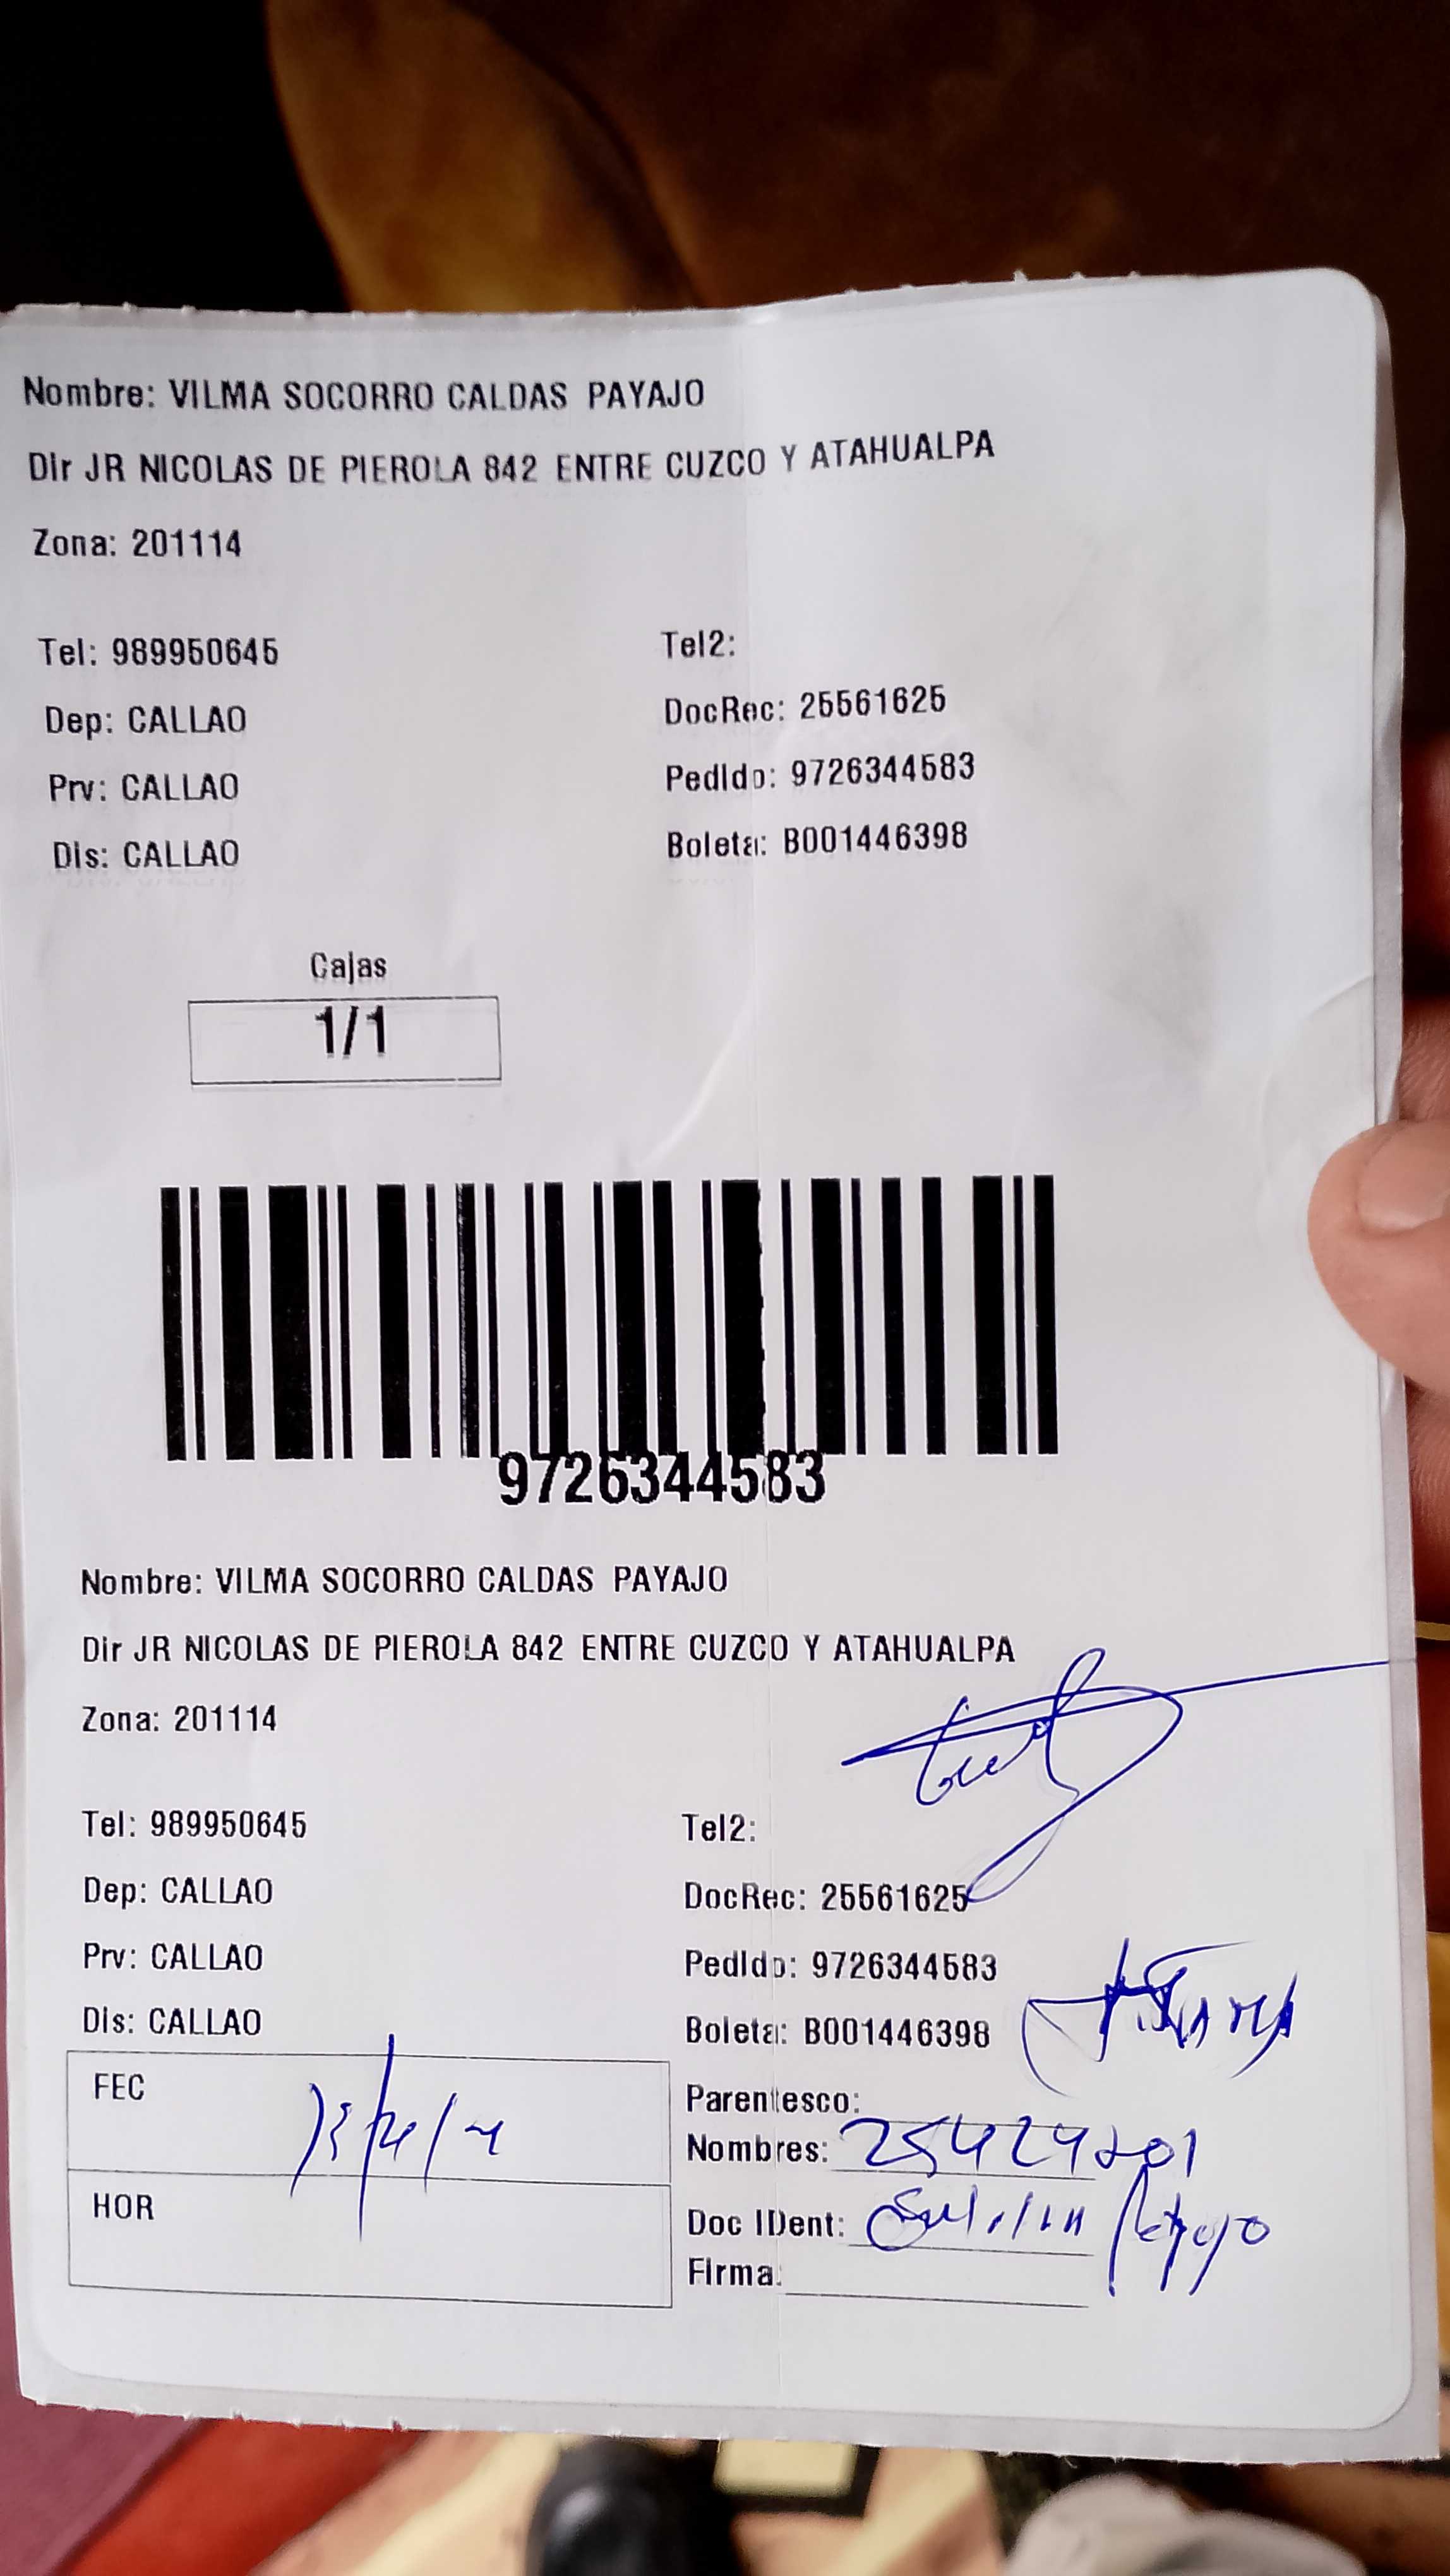 Nombre: VILMA SOCORRO CALDAS PAYAJO
Dir JR NICOLAS DE PIEROLA 842 ENTRE CUZCO Y ATAHUALPA
Zona: 201114
Tel: 989950645 Tel2:
Dep: CALLAO DocRec: 25561625
Prv: CALLAO Pedido: 9726344583
Dis: CALLAO Boleta: B001446398
Cajas
1/1
9726344583
Nombre: VILMA SOCORRO CALDAS PAYAJO
Dir JR NICOLAS DE PIEROLA 842 ENTRE CUZCO Y ATAHUALPA
Zona: 201114
Tel: 989950645 Tel2:
Dep: CALLAO DocRec: 25561625
Prv: CALLAO Pedido: 9726344583
Dis: CALLAO Boleta: B001446398
FEC Parentesco:
Nombres:
HOR Doc IDent:
Firma: